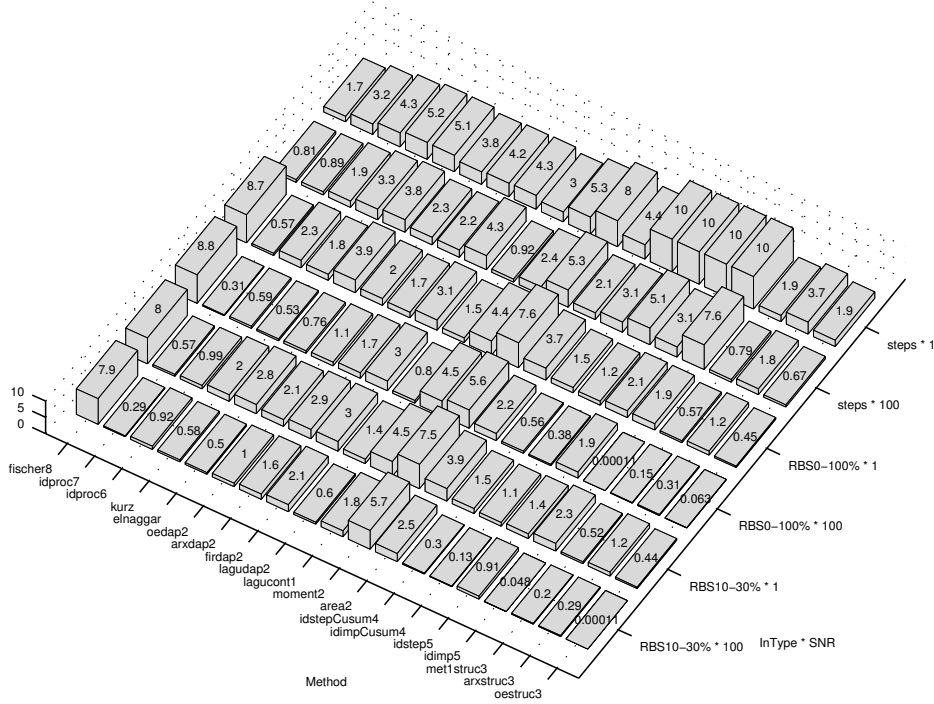 1.7 3.2 4.3 5.2 5.1 3.8 4.2 4.3 3 5.3 8 4.4 10 10 10 10 1.9 3.7 1.9
steps * 1
0.81 0.89 1.9 3.3 3.8 2.3 2.2 4.3 0.92 2.4 5.3 2.1 3.1 5.1 3.1 7.6 0.79 1.8 0.67
steps * 100
8.7 0.57 2.3 1.8 3.9 2 1.7 3.1 1.5 4.4 7.6 3.7 1.5 1.2 2.1 1.9 0.57 1.2 0.45
RBS0−100% * 1
8.8 0.31 0.59 0.53 0.76 1.1 1.7 3 0.8 4.5 5.6 2.2 0.56 0.38 1.9 0.00011 0.15 0.31 0.063
RBS0−100% * 100
8 0.57 0.99 2 2.8 2.1 2.9 3 1.4 4.5 7.5 3.9 1.5 1.1 1.4 2.3 0.52 1.2 0.44
RBS10−30% * 1
7.9 0.29 0.92 0.58 0.5 1 1.6 2.1 0.6 1.8 5.7 2.5 0.3 0.13 0.91 0.048 0.2 0.29 0.00011
RBS10−30% * 100
InType * SNR
10
5
0
fischer8
idproc7
idproc6
kurz
elnaggar
oedap2
arxdap2
firdap2
lagudap2
lagucont1
moment2
area2
idstepCusum4
idimpCusum4
idstep5
idimp5
met1struc3
arxstruc3
oestruc3
Method